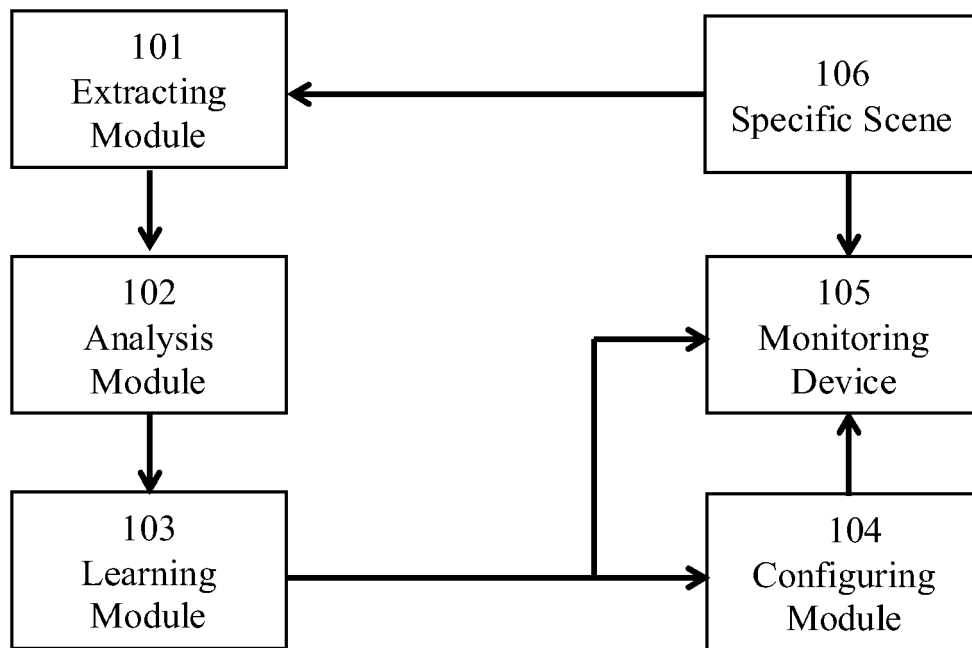 101
Extracting
Module
106
Specific Scene
102
Analysis
Module
105
Monitoring
Device
103
Learning
Module
104
Configuring
Module